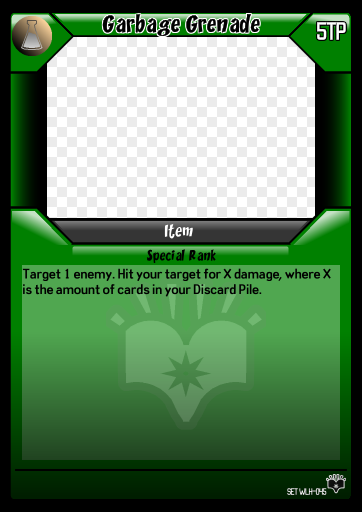 Garbage Grenade
5TP
Item
Special Rank
Target 1 enemy. Hit your target for X damage, where X
is the amount of cards in your Discard Pile.
SET WLH-045